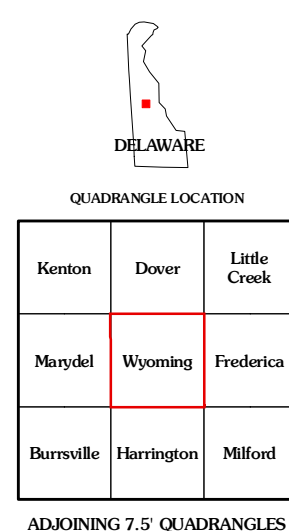 DELAWARE
QUADRANGLE LOCATION
Kenton Dover Little Creek
Marydel Wyoming Frederica
Burrsville Harrington Milford
ADJOINING 7.5' QUADRANGLES